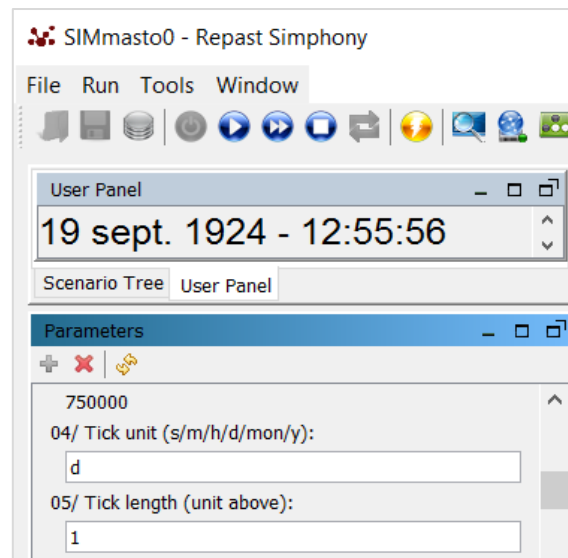 SIMmasto0 - Repast Simphony
File Run Tools Window
User Panel
19 sept. 1924 - 12:55:56
Scenario Tree User Panel
Parameters
750000
04/ Tick unit (s/m/h/d/mon/y):
d
05/ Tick length (unit above):
1